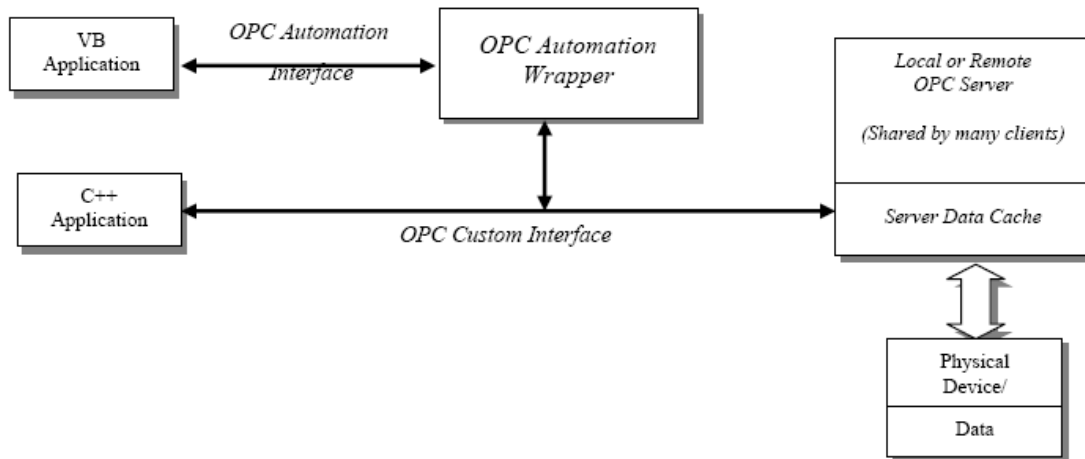 VB
Application
OPC Automation
Interface
OPC Automation
Wrapper
Local or Remote
OPC Server
(Shared by many clients)
C++
Application
OPC Custom Interface
Server Data Cache
Physical
Device/
Data